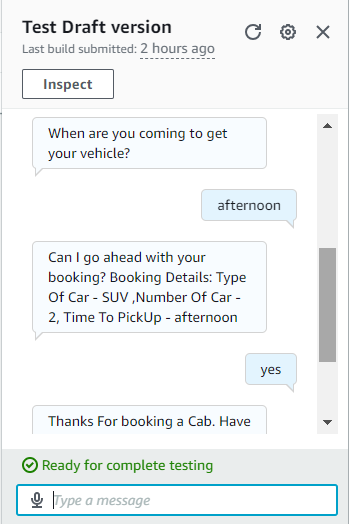 Test Draft version
Last build submitted: 2 hours ago
Inspect
When are you coming to get
your vehicle?
afternoon
Can I go ahead with your
booking? Booking Details: Type
Of Car - SUV ,Number Of Car -
2, Time To PickUp - afternoon
yes
Thanks For booking a Cab. Have
Ready for complete testing
Type a message